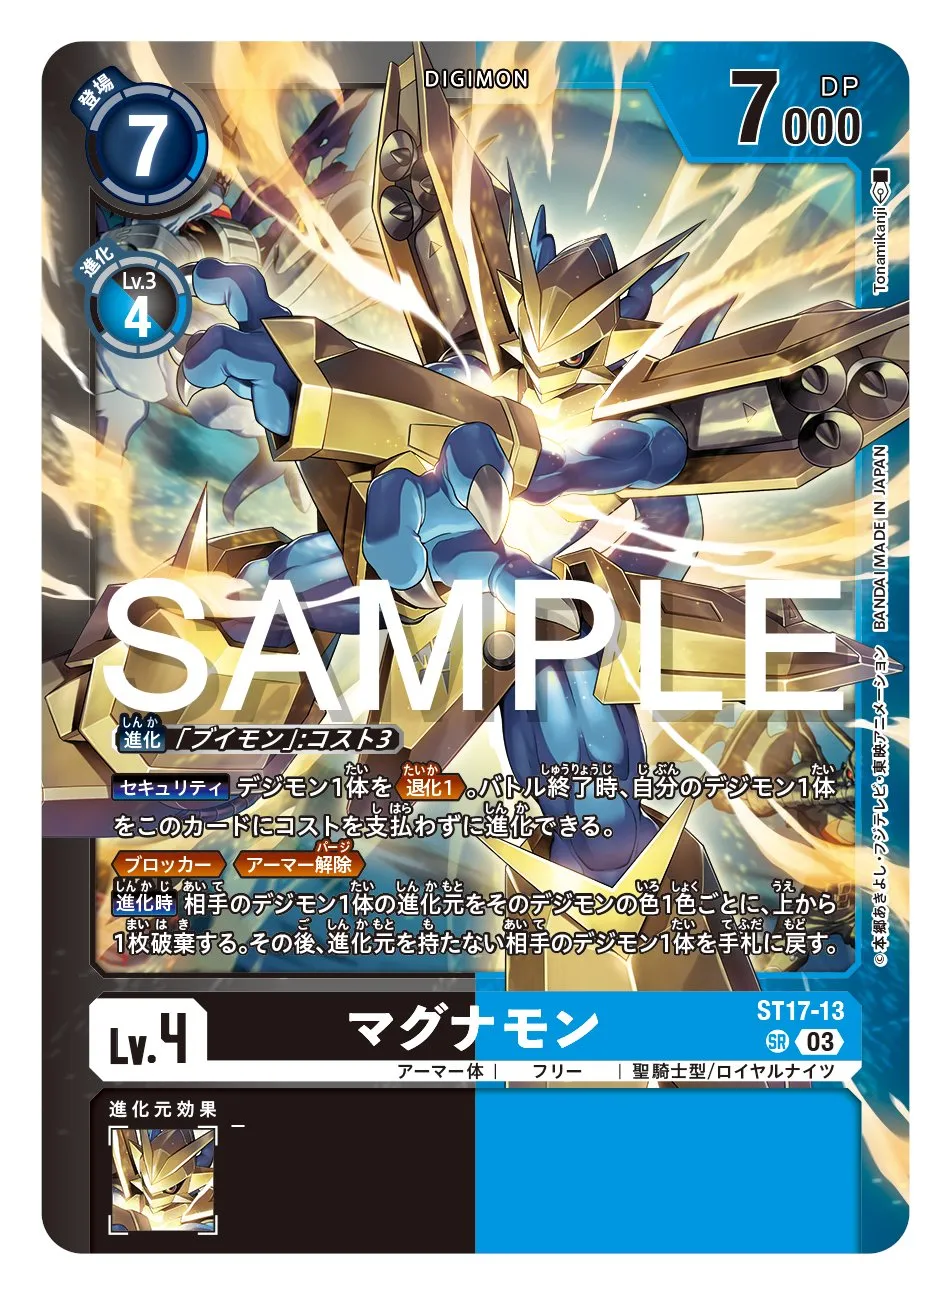 登場
7
DIGIMON
DP
7000
進化
Lv.3
4
Tonamikanji
BANDAI MADE IN JAPAN
©本郷あきよし・フジテレビ・東映アニメーション
SAMPLE
進化 「ブイモン」:コスト3
セキュリティ デジモン1体を 退化1 。バトル終了時、自分のデジモン1体
をこのカードにコストを支払わずに進化できる。
ブロッカー アーマー解除
進化時 相手のデジモン1体の進化元をそのデジモンの色1色ごとに、上から
1枚破棄する。その後、進化元を持たない相手のデジモン1体を手札に戻す。
ST17-13
Lv.4 マグナモン
SR 03
アーマー体 | フリー | 聖騎士型/ロイヤルナイツ
進化元効果
–